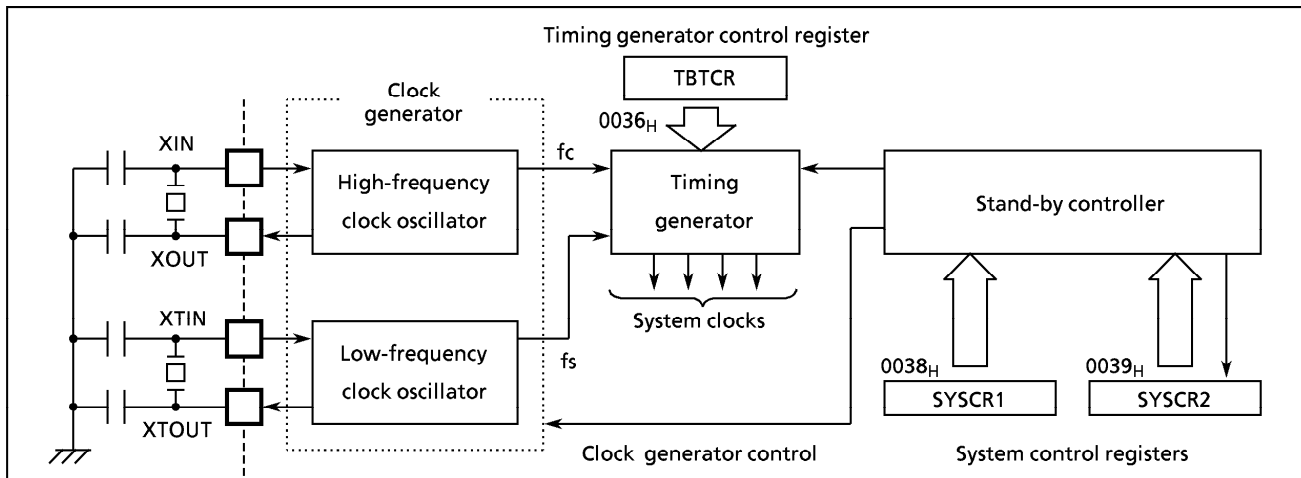 Timing generator control register
TBTCR
Clock
generator
0036H
XIN
fc
High-frequency
clock oscillator
Timing
generator
Stand-by controller
XOUT
XTIN
System clocks
Low-frequency
clock oscillator
fs
0038H
0039H
SYSCR1
SYSCR2
XTOUT
Clock generator control
System control registers